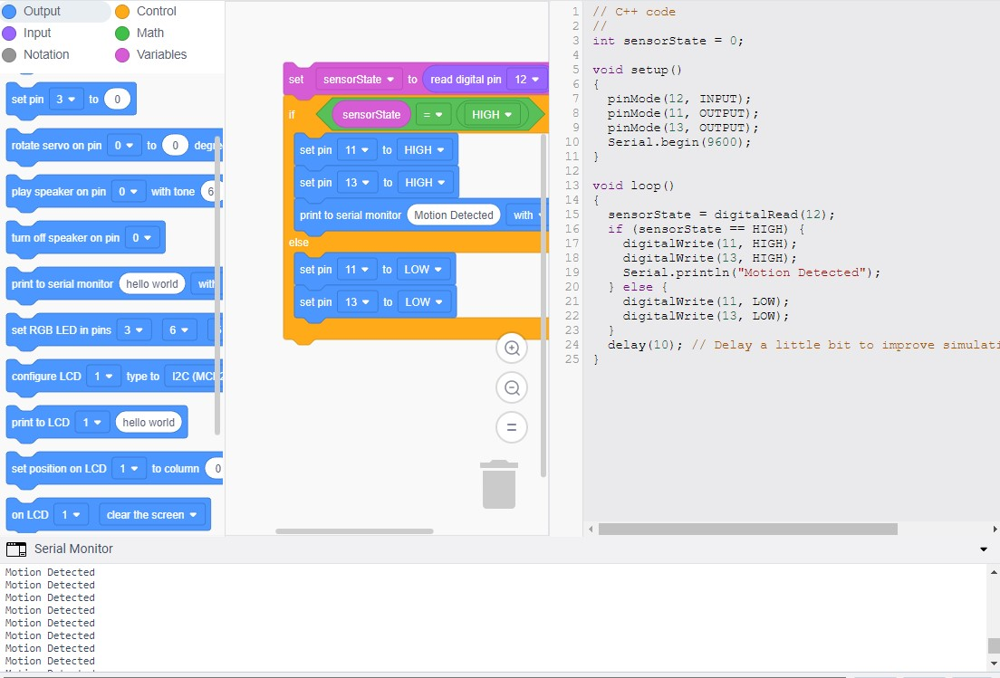 Output Control
Input Math
Notation Variables
set pin 3 to 0
rotate servo on pin 0 to 0 degre
play speaker on pin 0 with tone 6
turn off speaker on pin 0
print to serial monitor hello world with
set RGB LED in pins 3 6
configure LCD 1 type to I2C (MC
print to LCD 1 hello world
set position on LCD 1 to column 0
on LCD 1 clear the screen
set sensorState to read digital pin 12
if sensorState = HIGH
set pin 11 to HIGH
set pin 13 to HIGH
print to serial monitor Motion Detected with
else
set pin 11 to LOW
set pin 13 to LOW
1 // C++ code
2 //
3 int sensorState = 0;
4
5 void setup()
6 {
7 pinMode(12, INPUT);
8 pinMode(11, OUTPUT);
9 pinMode(13, OUTPUT);
10 Serial.begin(9600);
11 }
12
13 void loop()
14 {
15 sensorState = digitalRead(12);
16 if (sensorState == HIGH) {
17 digitalWrite(11, HIGH);
18 digitalWrite(13, HIGH);
19 Serial.println("Motion Detected");
20 } else {
21 digitalWrite(11, LOW);
22 digitalWrite(13, LOW);
23 }
24 delay(10); // Delay a little bit to improve simulati
25 }
Serial Monitor
Motion Detected
Motion Detected
Motion Detected
Motion Detected
Motion Detected
Motion Detected
Motion Detected
Motion Detected